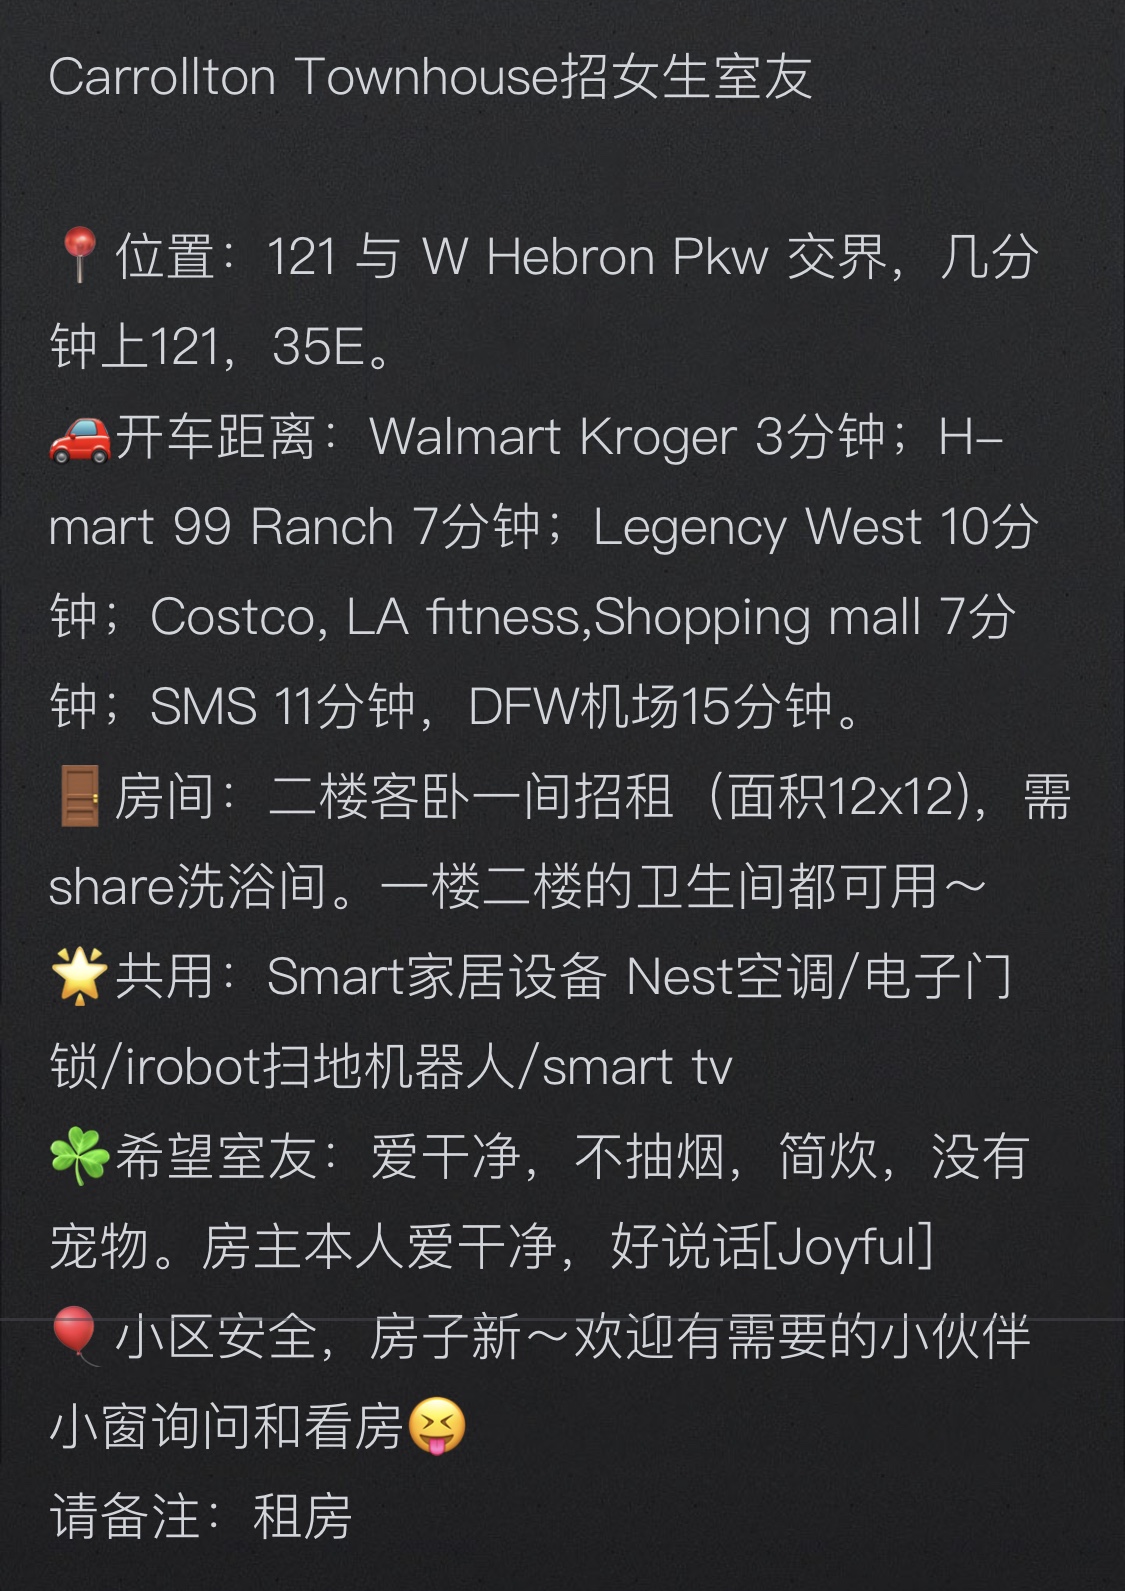 Carrollton Townhouse招女生室友
📍位置：121 与 W Hebron Pkw 交界，几分
钟上121，35E。
🚗开车距离：Walmart Kroger 3分钟；H-
mart 99 Ranch 7分钟；Legency West 10分
钟；Costco, LA fitness,Shopping mall 7分
钟；SMS 11分钟，DFW机场15分钟。
🚪房间：二楼客卧一间招租（面积12x12)，需
share洗浴间。一楼二楼的卫生间都可用～
🌟共用：Smart家居设备 Nest空调/电子门
锁/irobot扫地机器人/smart tv
☘️希望室友：爱干净，不抽烟，简炊，没有
宠物。房主本人爱干净，好说话[Joyful]
🎈小区安全，房子新～欢迎有需要的小伙伴
小窗询问和看房😝
请备注：租房